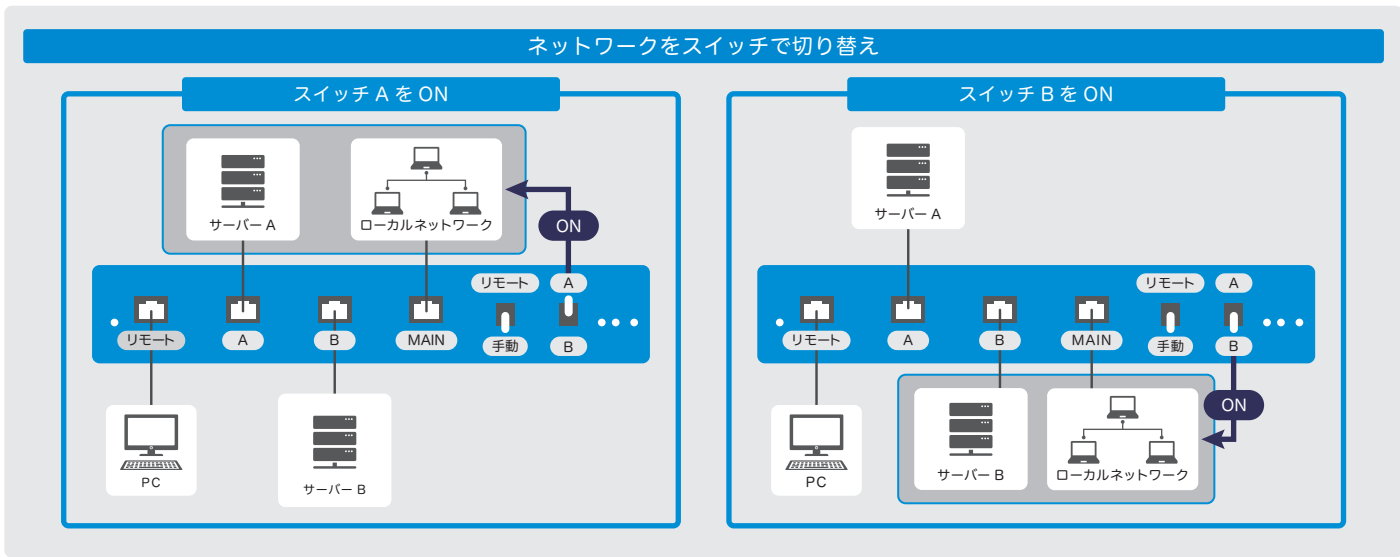 ネットワークをスイッチで切り替え
スイッチ A を ON
サーバー A
ローカルネットワーク
ON
リモート
A
リモート
A
B
MAIN
手動
B
PC
サーバー B
スイッチ B を ON
サーバー A
リモート
A
リモート
A
B
MAIN
手動
B
ON
PC
サーバー B
ローカルネットワーク